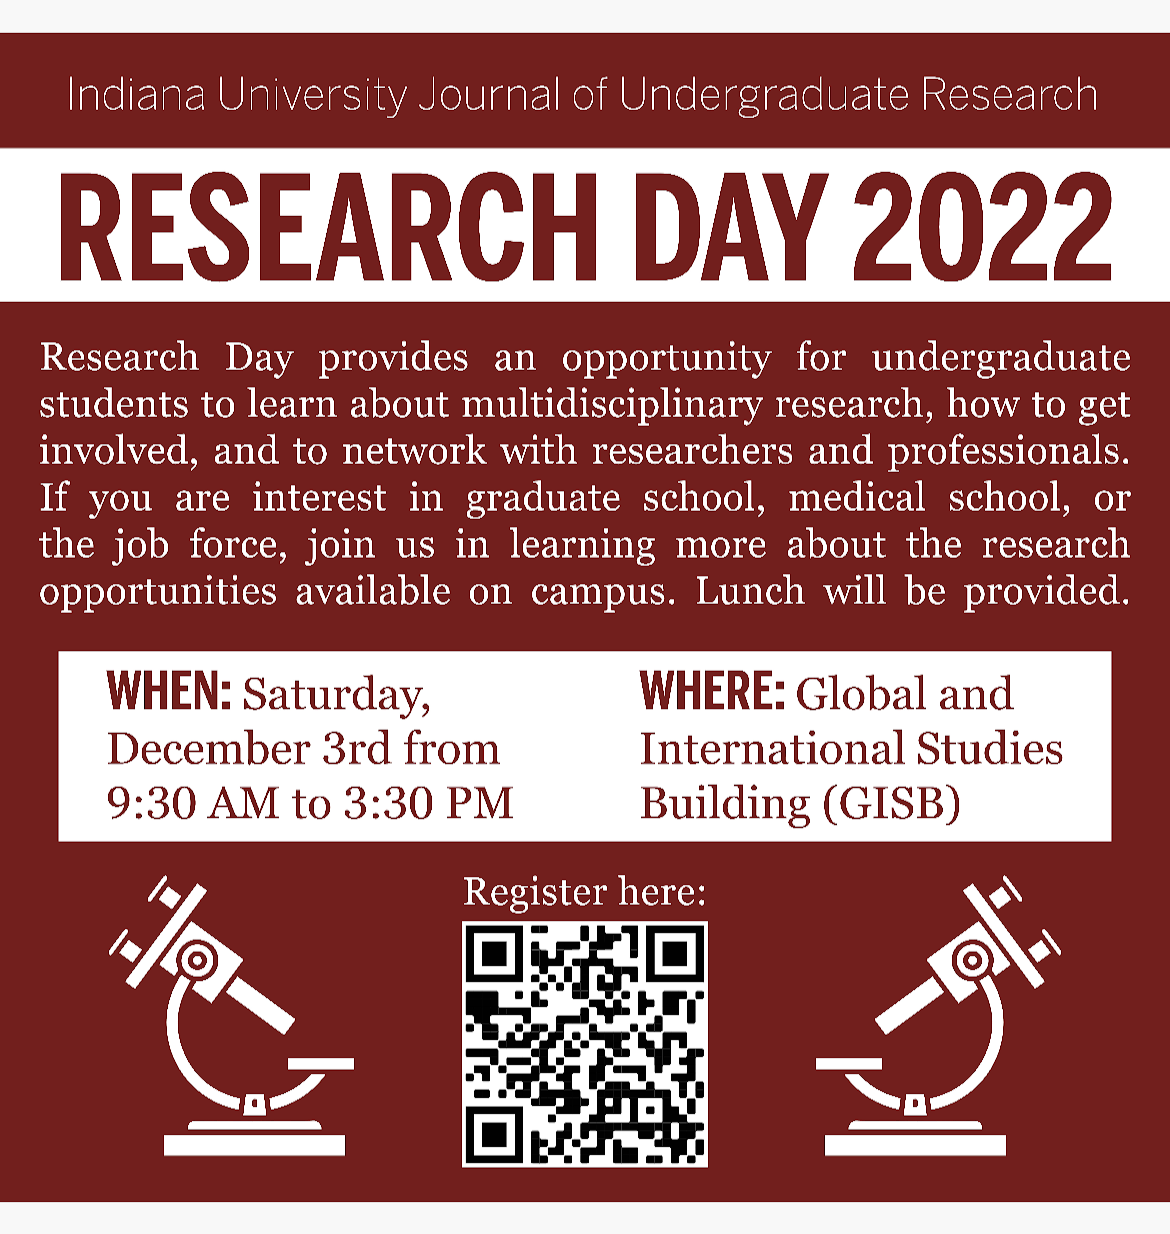 Indiana University Journal of Undergraduate Research
RESEARCH DAY 2022
Research Day provides an opportunity for undergraduate
students to learn about multidisciplinary research, how to get
involved, and to network with researchers and professionals.
If you are interest in graduate school, medical school, or
the job force, join us in learning more about the research
opportunities available on campus. Lunch will be provided.
WHEN: Saturday,
December 3rd from
9:30 AM to 3:30 PM
WHERE: Global and
International Studies
Building (GISB)
Register here: